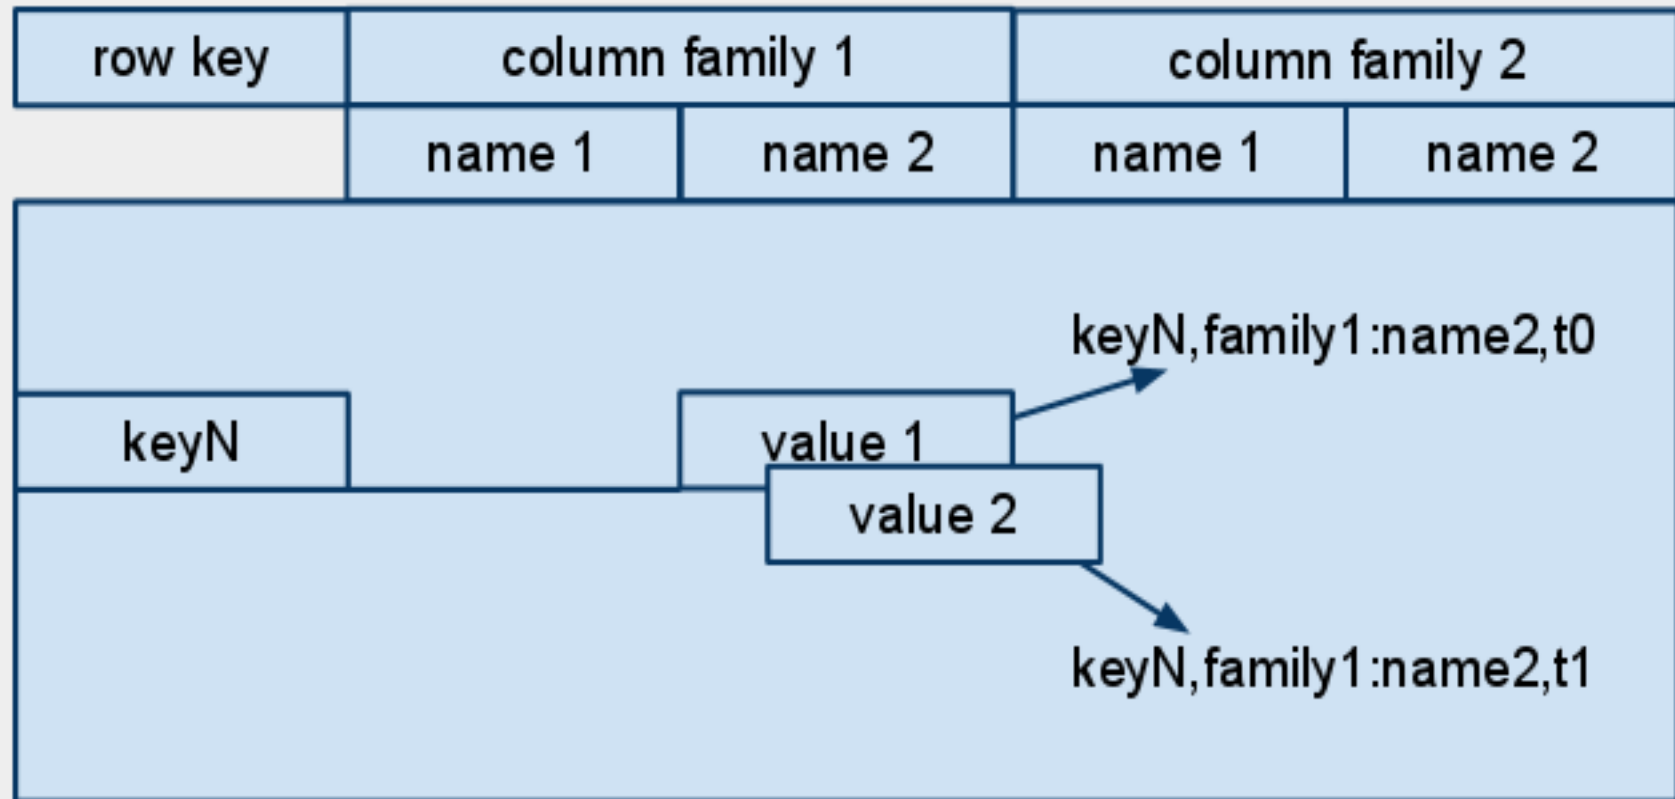 row key column family 1 column family 2
name 1 name 2 name 1 name 2
keyN,family1:name2,t0
keyN value 1
value 2
keyN,family1:name2,t1